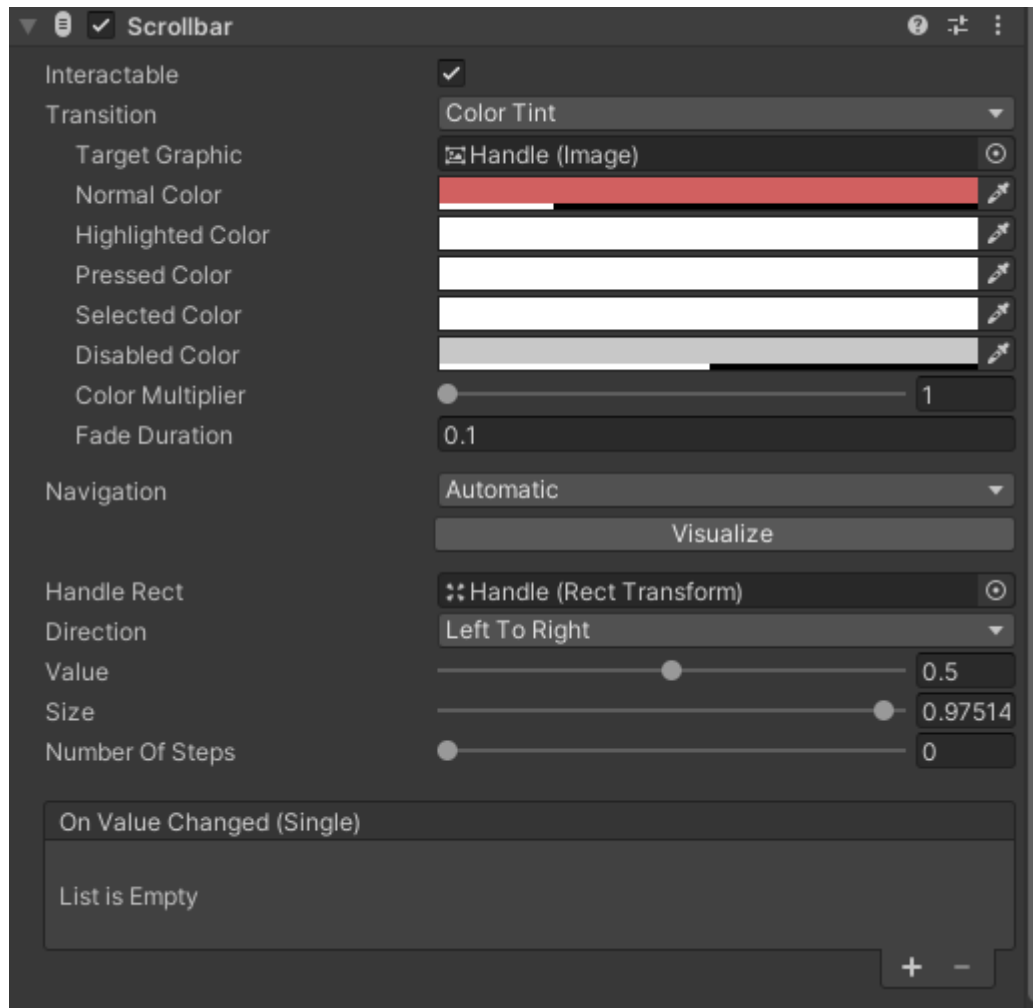 Scrollbar
Interactable
Transition Color Tint
Target Graphic Handle (Image)
Normal Color
Highlighted Color
Pressed Color
Selected Color
Disabled Color
Color Multiplier 1
Fade Duration 0.1
Navigation Automatic
Visualize
Handle Rect Handle (Rect Transform)
Direction Left To Right
Value 0.5
Size 0.97514
Number Of Steps 0
On Value Changed (Single)
List is Empty